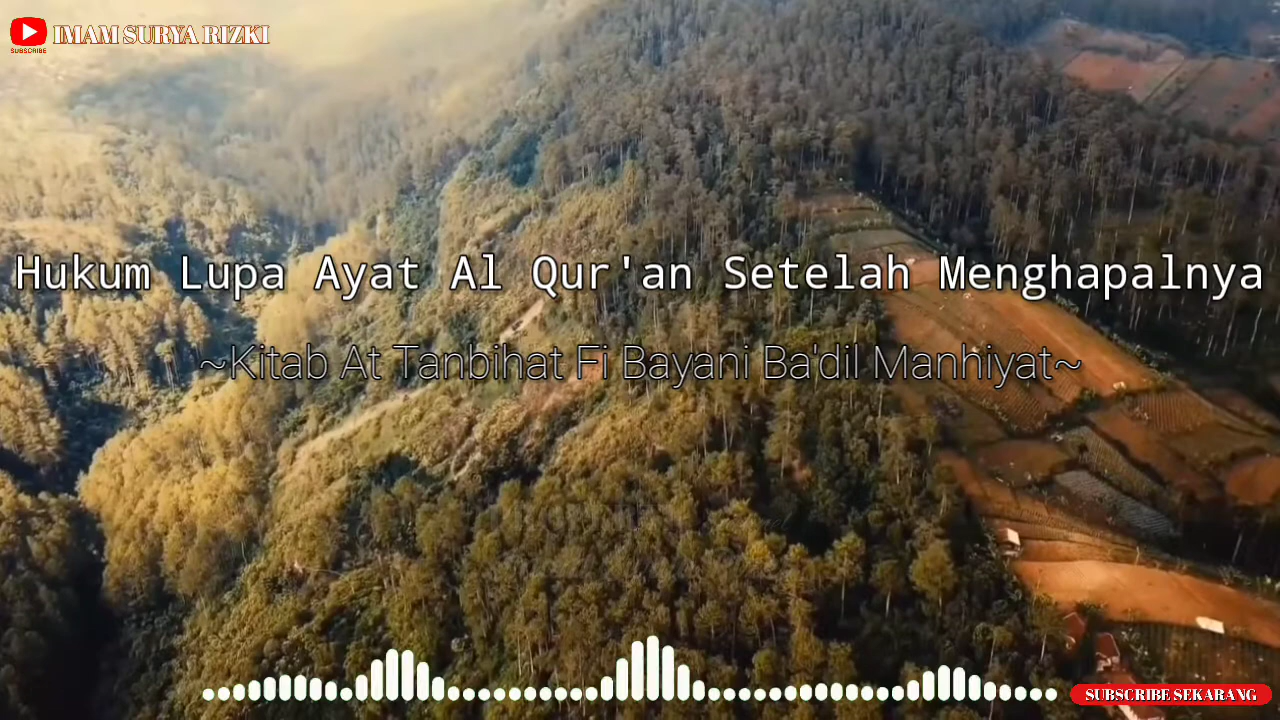 IMAM SURYA RIZKI
SUBSCRIBE
Hukum Lupa Ayat Al Qur'an Setelah Menghapalnya
~Kitab At Tanbihat Fi Bayani Ba'dil Manhiyat~
SUBSCRIBE SEKARANG